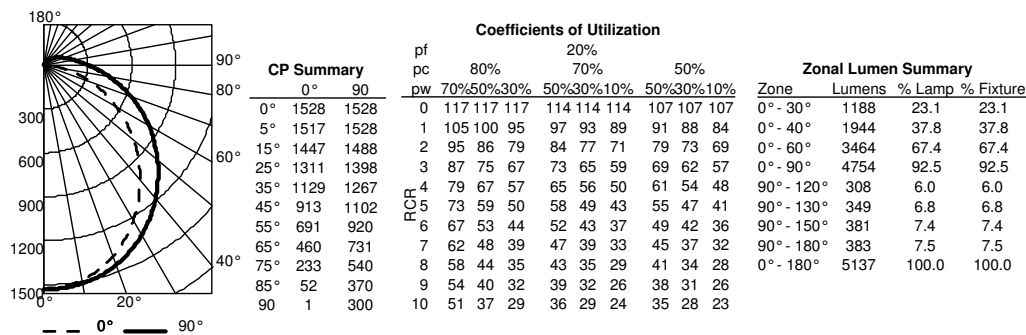 180°
90°
80°
60°
40°
300
600
900
1200
1500
0°
20°
0° 90°
CP Summary
0° 90
0° 1528 1528
5° 1517 1528
15° 1447 1488
25° 1311 1398
35° 1129 1267
45° 913 1102
55° 691 920
65° 460 731
75° 233 540
85° 52 370
90 1 300
Coefficients of Utilization
pf 20%
pc 80% 70% 50%
pw 70%50%30% 50%30%10% 50%30%10%
RCR
0 117 117 117 114 114 114 107 107 107
1 105 100 95 97 93 89 91 88 84
2 95 86 79 84 77 71 79 73 69
3 87 75 67 73 65 59 69 62 57
4 79 67 57 65 56 50 61 54 48
5 73 59 50 58 49 43 55 47 41
6 67 53 44 52 43 37 49 42 36
7 62 48 39 47 39 33 45 37 32
8 58 44 35 43 35 29 41 34 28
9 54 40 32 39 32 26 38 31 26
10 51 37 29 36 29 24 35 28 23
Zonal Lumen Summary
Zone Lumens % Lamp % Fixture
0° - 30° 1188 23.1 23.1
0° - 40° 1944 37.8 37.8
0° - 60° 3464 67.4 67.4
0° - 90° 4754 92.5 92.5
90° - 120° 308 6.0 6.0
90° - 130° 349 6.8 6.8
90° - 150° 381 7.4 7.4
90° - 180° 383 7.5 7.5
0° - 180° 5137 100.0 100.0